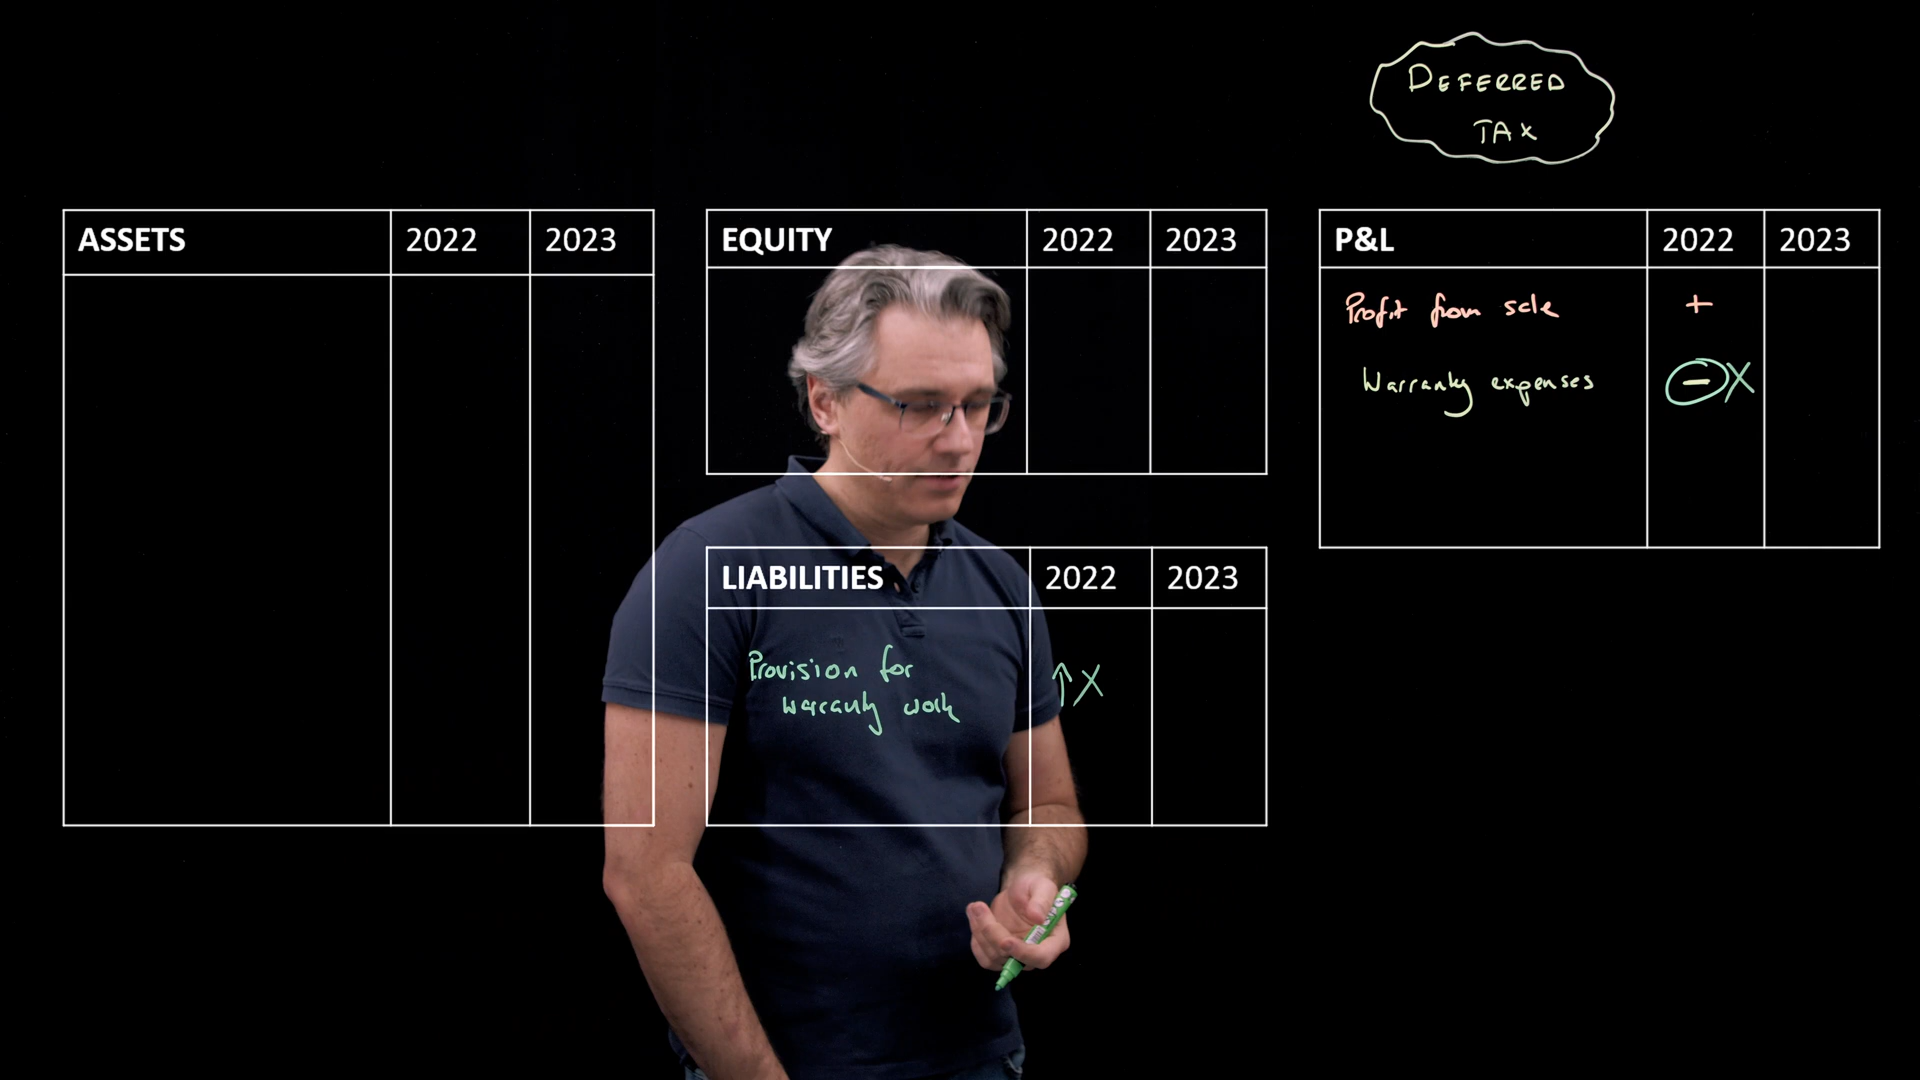 DEFERRED
TAX
ASSETS 2022 2023
EQUITY 2022 2023
P&L 2022 2023
Profit from sale +
Warranty expenses − X
LIABILITIES 2022 2023
Provision for
warranty work ↑ X